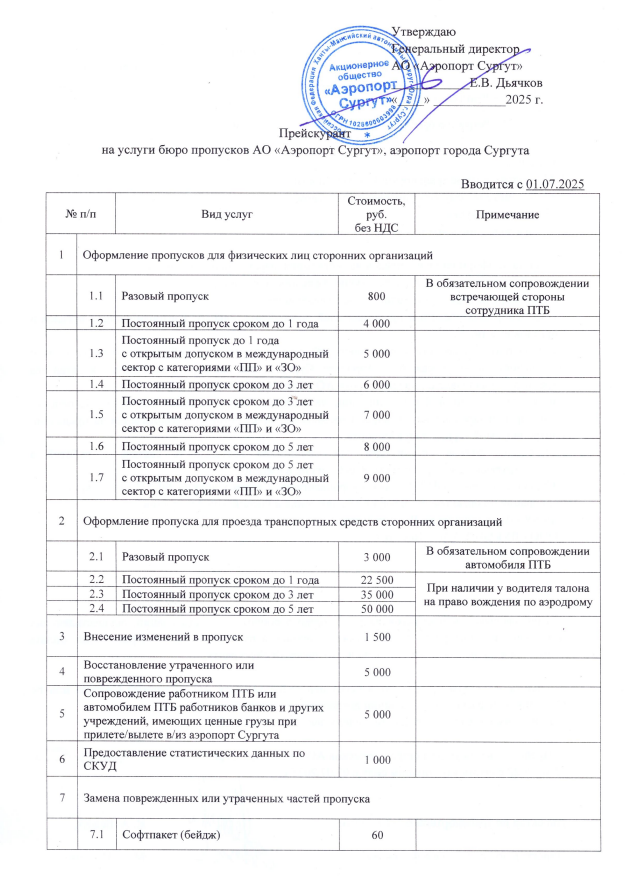 Утверждаю
Генеральный директор
АО «Аэропорт Сургут»
Е.В. Дьячков
«____» ____________2025 г.
Акционерное
общество
«Аэропорт
Сургут»
Прейскурант
на услуги бюро пропусков АО «Аэропорт Сургут», аэропорт города Сургута
Вводится с 01.07.2025
№ п/п
Вид услуг
Стоимость,
руб.
без НДС
Примечание
1
Оформление пропусков для физических лиц сторонних организаций
1.1
Разовый пропуск
800
В обязательном сопровождении
встречающей стороны
сотрудника ПТБ
1.2
Постоянный пропуск сроком до 1 года
4 000
1.3
Постоянный пропуск до 1 года
с открытым допуском в международный
сектор с категориями «ПП» и «ЗО»
5 000
1.4
Постоянный пропуск сроком до 3 лет
6 000
1.5
Постоянный пропуск сроком до 3 лет
с открытым допуском в международный
сектор с категориями «ПП» и «ЗО»
7 000
1.6
Постоянный пропуск сроком до 5 лет
8 000
1.7
Постоянный пропуск сроком до 5 лет
с открытым допуском в международный
сектор с категориями «ПП» и «ЗО»
9 000
2
Оформление пропуска для проезда транспортных средств сторонних организаций
2.1
Разовый пропуск
3 000
В обязательном сопровождении
автомобиля ПТБ
2.2
Постоянный пропуск сроком до 1 года
22 500
При наличии у водителя талона
на право вождения по аэродрому
2.3
Постоянный пропуск сроком до 3 лет
35 000
2.4
Постоянный пропуск сроком до 5 лет
50 000
3
Внесение изменений в пропуск
1 500
4
Восстановление утраченного или
поврежденного пропуска
5 000
5
Сопровождение работником ПТБ или
автомобилем ПТБ работников банков и других
учреждений, имеющих ценные грузы при
прилете/вылете в/из аэропорт Сургута
5 000
6
Предоставление статистических данных по
СКУД
1 000
7
Замена поврежденных или утраченных частей пропуска
7.1
Софтпакет (бейдж)
60